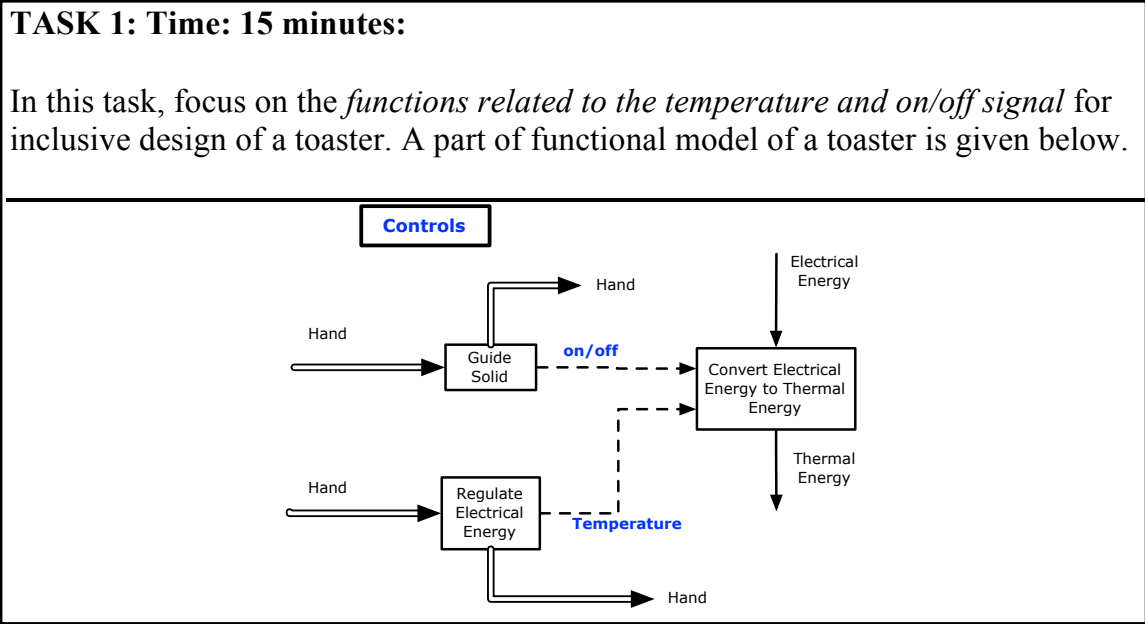 TASK 1: Time: 15 minutes:
In this task, focus on the functions related to the temperature and on/off signal for
inclusive design of a toaster. A part of functional model of a toaster is given below.
Controls
Electrical
Energy
Hand
Hand
Guide
Solid
on/off
Convert Electrical
Energy to Thermal
Energy
Thermal
Energy
Hand
Regulate
Electrical
Energy
Temperature
Hand